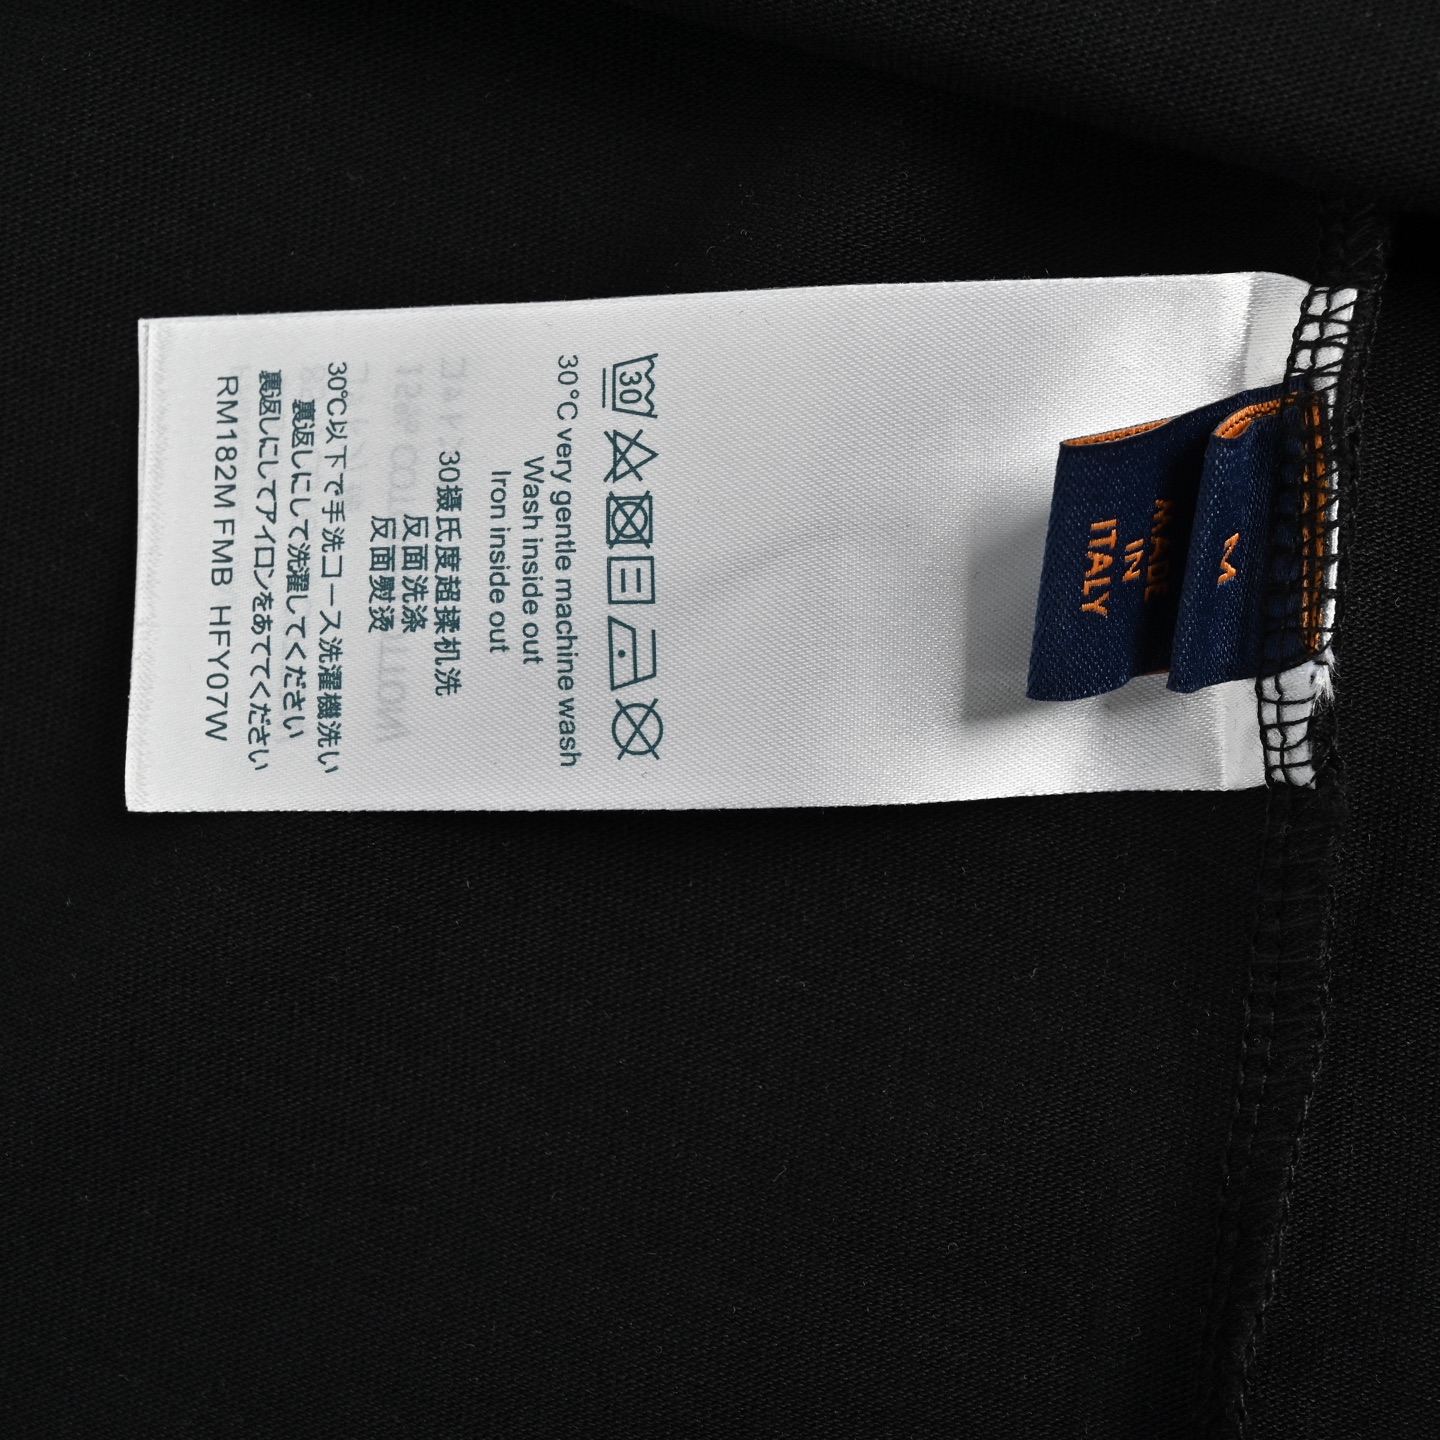 M
MADE
IN
ITALY
30
30°C very gentle machine wash
Wash inside out
Iron inside out
30摄氏度超揉机洗
反面洗涤
反面熨烫
30℃以下で手洗コース洗濯機洗い
裏返しにして洗濯してください
裏返しにしてアイロンをあててください
RM182M FMB HFY07W